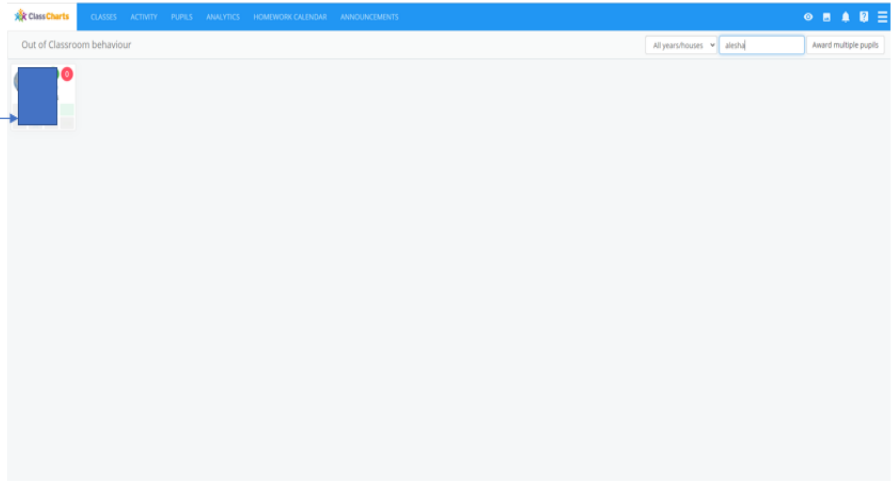 ClassCharts CLASSES ACTIVITY PUPILS ANALYTICS HOMEWORK CALENDAR ANNOUNCEMENTS
Out of Classroom behaviour All years/houses alesha Award multiple pupils
0